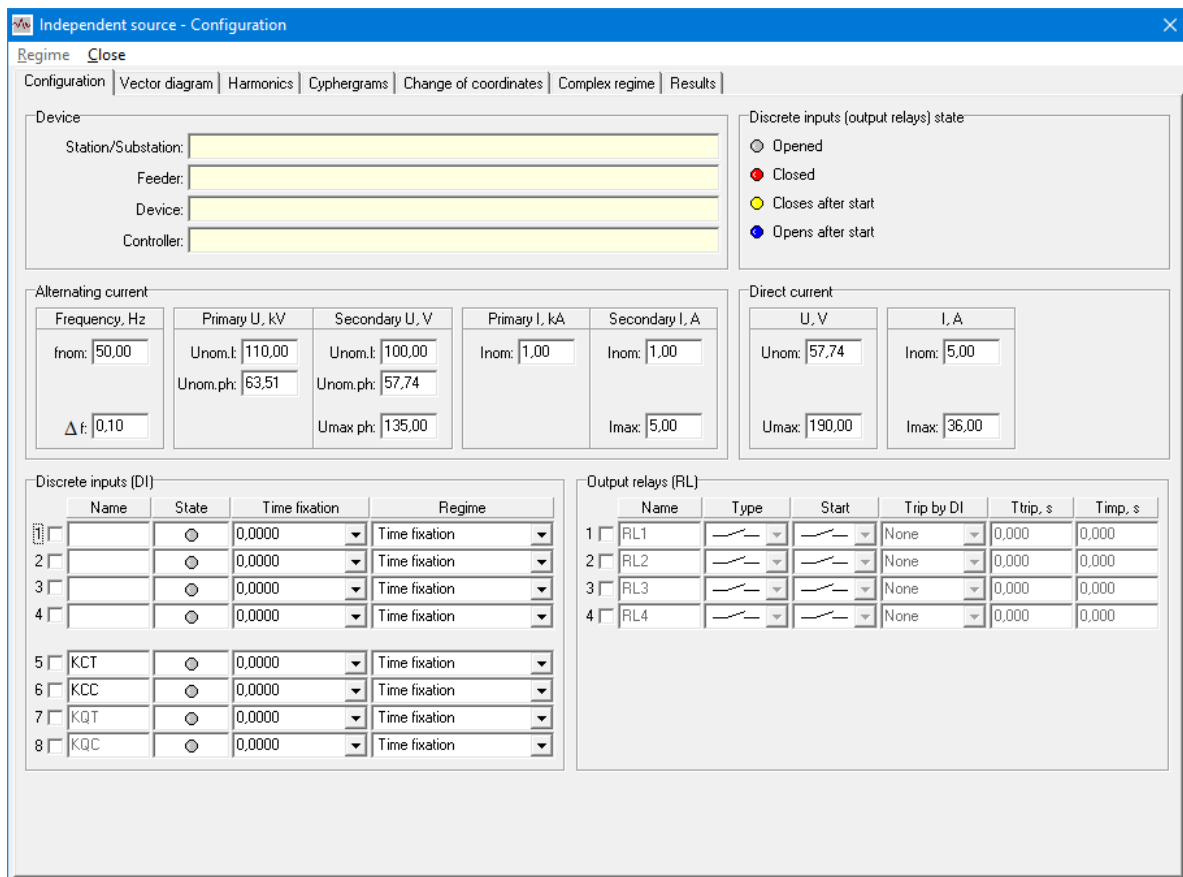 Independent source - Configuration
Regime Close
Configuration Vector diagram Harmonics Cyphergrams Change of coordinates Complex regime Results
Device
Station/Substation:
Feeder:
Device:
Controller:
Discrete inputs (output relays) state
Opened
Closed
Closes after start
Opens after start
Alternating current
Frequency, Hz Primary U, kV Secondary U, V Primary I, kA Secondary I, A
fnom: 50,00 Unom.l: 110,00 Unom.l: 100,00 Inom: 1,00 Inom: 1,00
Unom.ph: 63,51 Unom.ph: 57,74
Δ f: 0,10 Umax ph: 135,00 Imax: 5,00
Direct current
U, V I, A
Unom: 57,74 Inom: 5,00
Umax: 190,00 Imax: 36,00
Discrete inputs (DI)
Name State Time fixation Regime
1 0,0000 Time fixation
2 0,0000 Time fixation
3 0,0000 Time fixation
4 0,0000 Time fixation
5 KCT 0,0000 Time fixation
6 KCC 0,0000 Time fixation
7 KQT 0,0000 Time fixation
8 KQC 0,0000 Time fixation
Output relays (RL)
Name Type Start Trip by DI Ttrip, s Timp, s
1 RL1 None 0,000 0,000
2 RL2 None 0,000 0,000
3 RL3 None 0,000 0,000
4 RL4 None 0,000 0,000